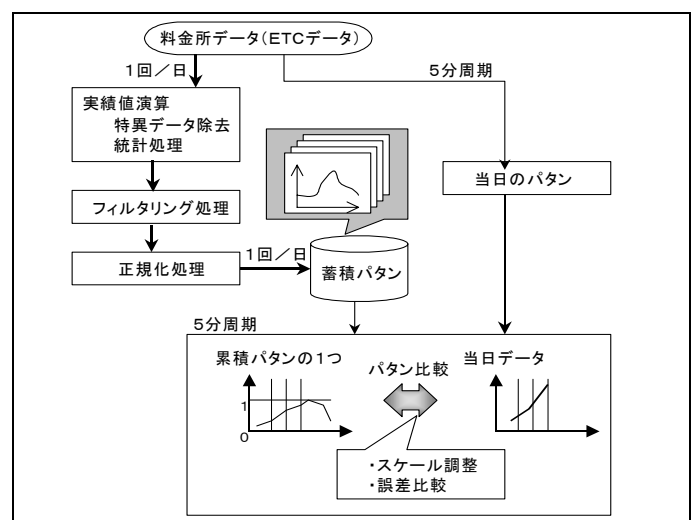 料金所データ(ETCデータ)
1回／日
5分周期
実績値演算
特異データ除去
統計処理
当日のパタン
フィルタリング処理
正規化処理
1回／日
蓄積パタン
5分周期
累積パタンの1つ
パタン比較
当日データ
1
0
・スケール調整
・誤差比較